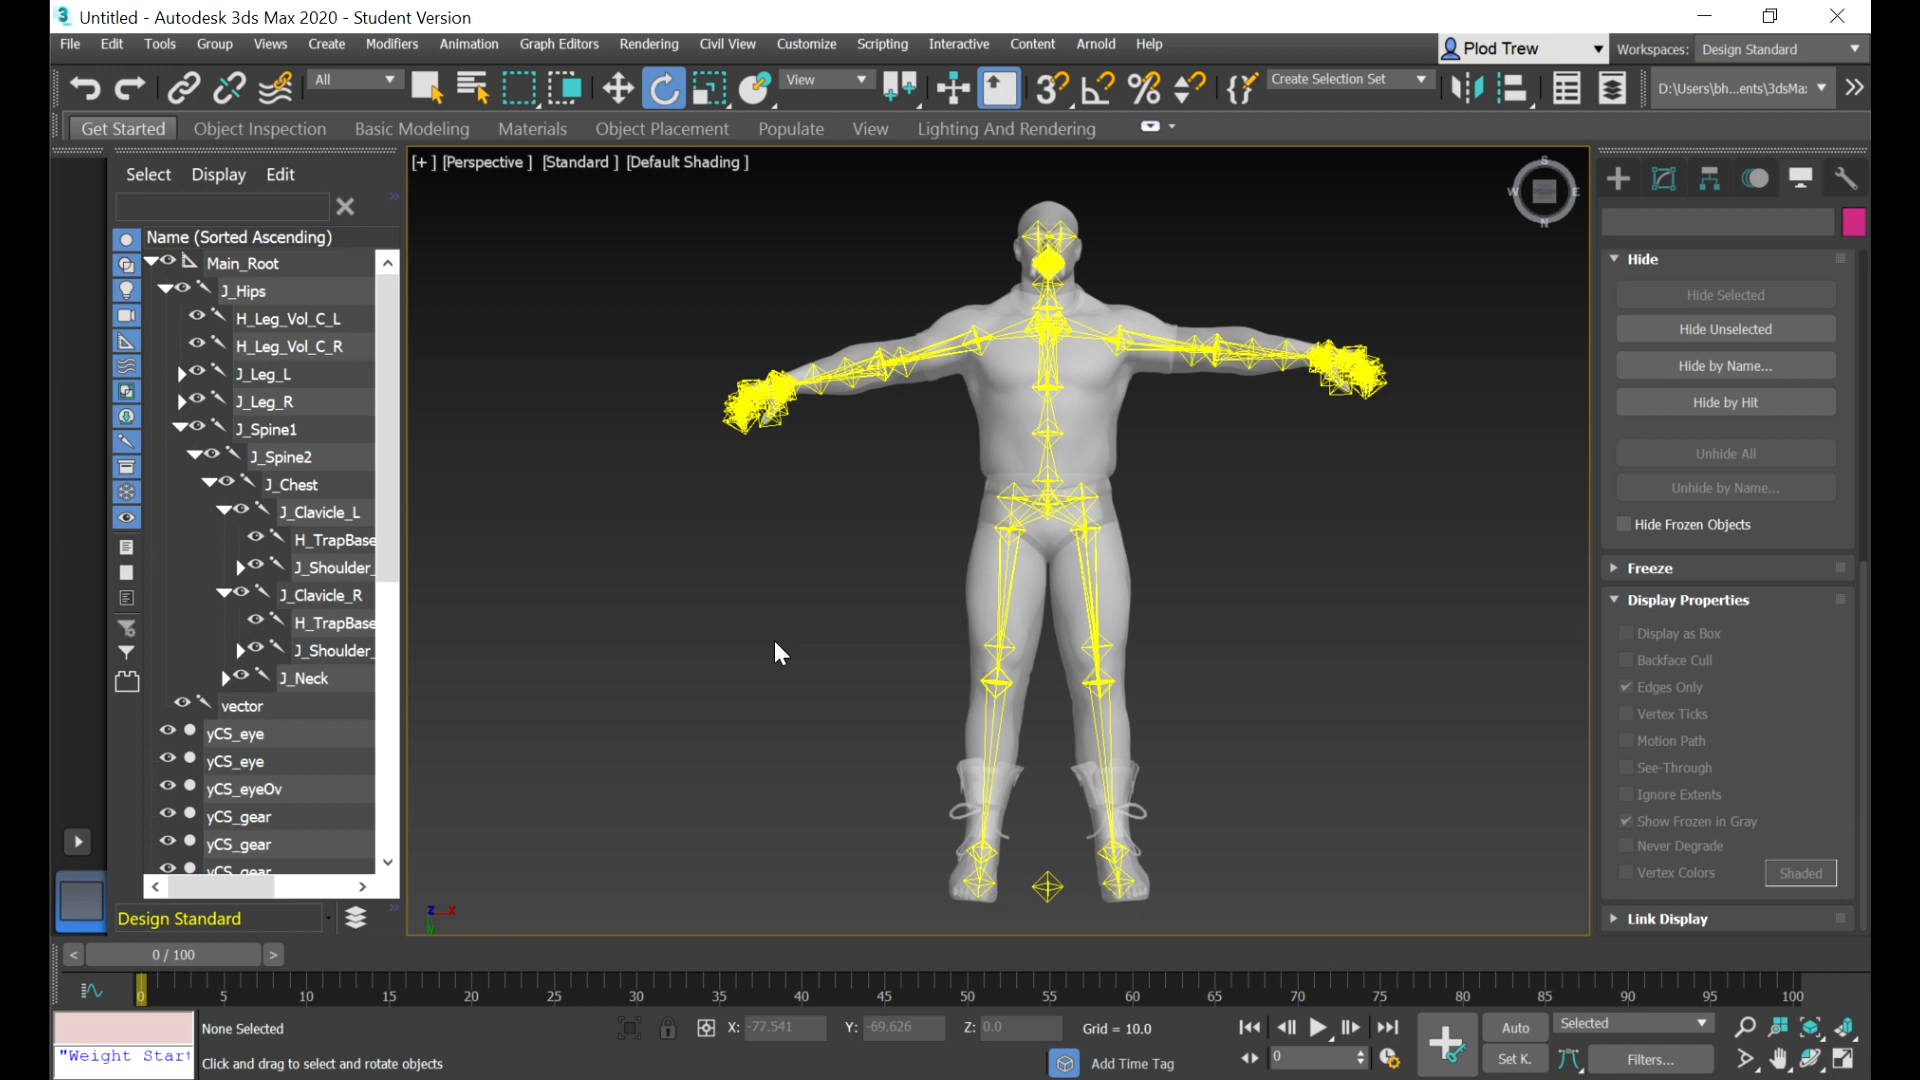 Untitled - Autodesk 3ds Max 2020 - Student Version
File Edit Tools Group Views Create Modifiers Animation Graph Editors Rendering Civil View Customize Scripting Interactive Content Arnold Help
Plod Trew
Workspaces: Design Standard
All
View
Create Selection Set
D:\Users\bh...ents\3dsMa:
Get Started Object Inspection Basic Modeling Materials Object Placement Populate View Lighting And Rendering
Select Display Edit
Name (Sorted Ascending)
Main_Root
J_Hips
H_Leg_Vol_C_L
H_Leg_Vol_C_R
J_Leg_L
J_Leg_R
J_Spine1
J_Spine2
J_Chest
J_Clavicle_L
H_TrapBase
J_Shoulder_
J_Clavicle_R
H_TrapBase
J_Shoulder_
J_Neck
vector
yCS_eye
yCS_eye
yCS_eyeOv
yCS_gear
yCS_gear
yCS_gear
Design Standard
[+] [Perspective] [Standard] [Default Shading]
S
W E
N
z x
y
Hide
Hide Selected
Hide Unselected
Hide by Name...
Hide by Hit
Unhide All
Unhide by Name...
Hide Frozen Objects
Freeze
Display Properties
Display as Box
Backface Cull
Edges Only
Vertex Ticks
Motion Path
See-Through
Ignore Extents
Show Frozen in Gray
Never Degrade
Vertex Colors Shaded
Link Display
< 0 / 100 >
0 5 10 15 20 25 30 35 40 45 50 55 60 65 70 75 80 85 90 95 100
None Selected
X: -77.541 Y: -69.626 Z: 0.0 Grid = 10.0
Auto Selected
"Weight Start
Click and drag to select and rotate objects
Add Time Tag
0
Set K. Filters...